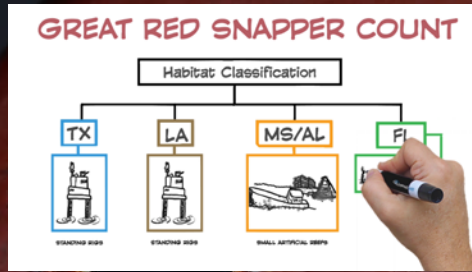 GREAT RED SNAPPER COUNT
Habitat Classification
TX
LA
MS/AL
FL
STANDING RIGS
STANDING RIGS
SMALL ARTIFICIAL REEFS